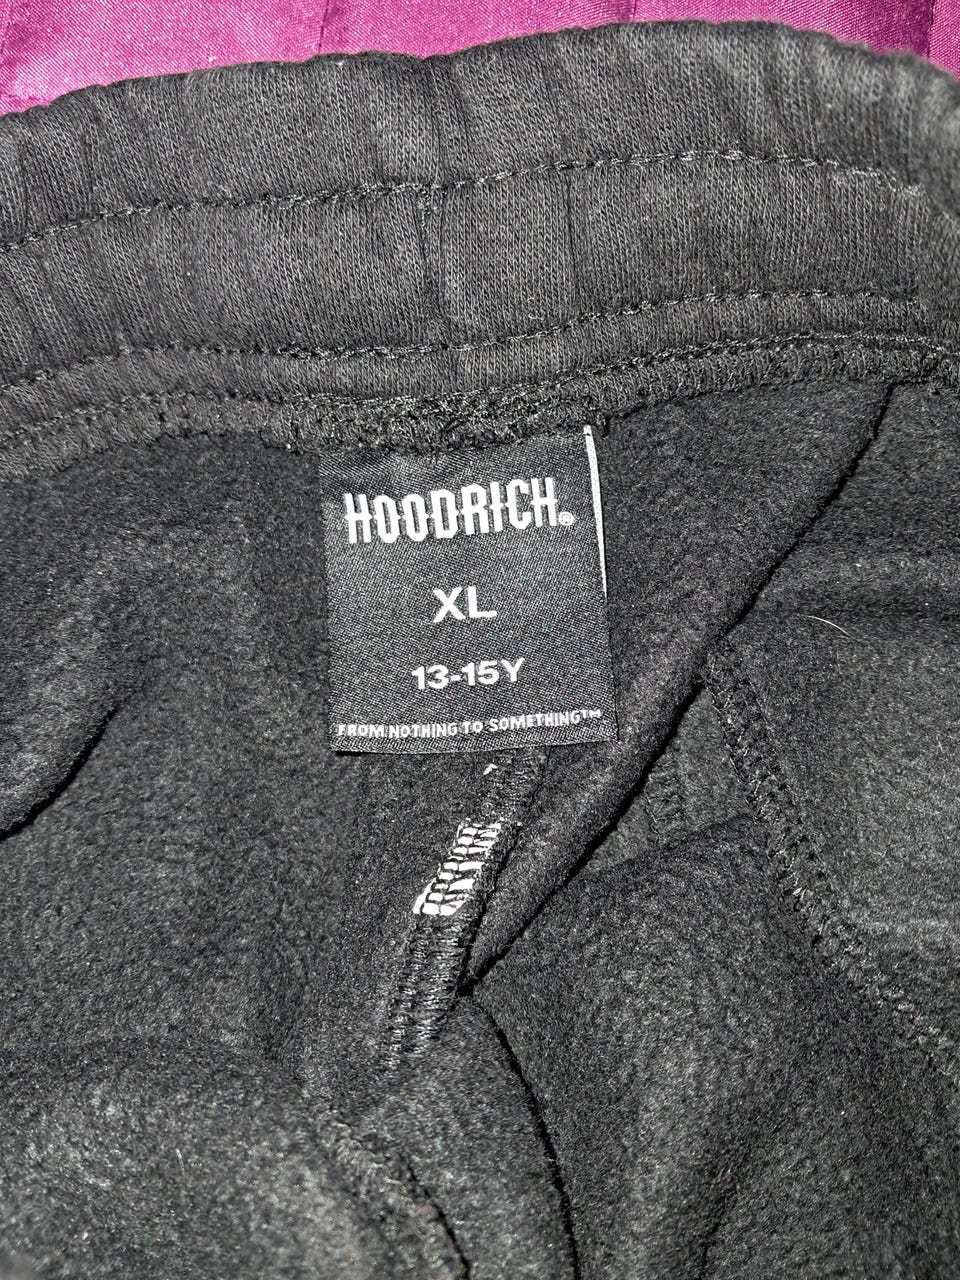 HOODRICH®
XL
13-15Y
FROM NOTHING TO SOMETHING™